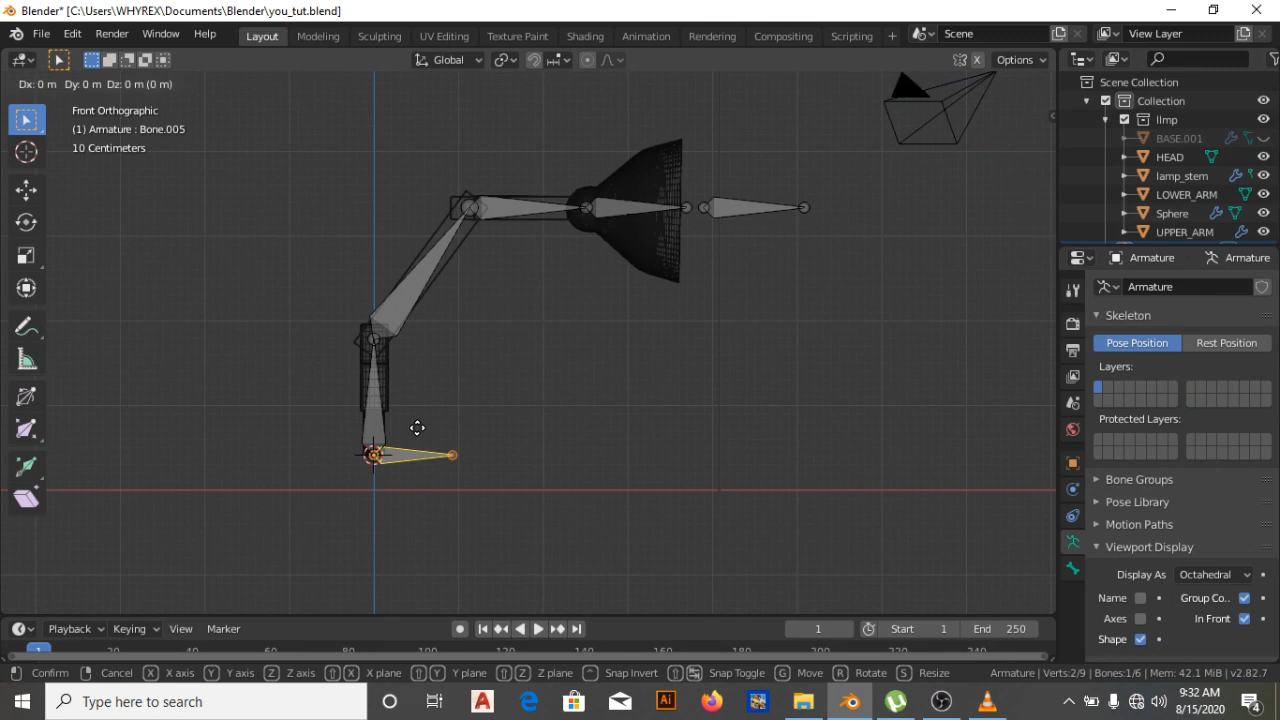 Blender* [C:\Users\WHYREX\Documents\Blender\you_tut.blend]
File Edit Render Window Help Layout Modeling Sculpting UV Editing Texture Paint Shading Animation Rendering Compositing Scripting + Scene View Layer
Global Options X
Dx: 0 m Dy: 0 m Dz: 0 m (0 m)
Front Orthographic
(1) Armature : Bone.005
10 Centimeters
Scene Collection
Collection
BASE.001
HEAD
lamp_stem
LOWER_ARM
Sphere
UPPER_ARM
Armature Armature
Armature
Skeleton
Pose Position Rest Position
Layers:
Protected Layers:
Bone Groups
Pose Library
Motion Paths
Viewport Display
Display As Octahedral
Name Group Co..
Axes In Front
Shape
Playback Keying View Marker 1 Start 1 End 250
1 20 140 200
Confirm Cancel X X axis Y Y axis Z Z axis X X plane Y Y plane Z Z plane Snap Invert Snap Toggle G Move R Rotate S Resize Armature | Verts:2/9 | Bones:1/6 | Mem: 42.1 MiB | v2.82.7
Type here to search
9:32 AM
8/15/2020
4